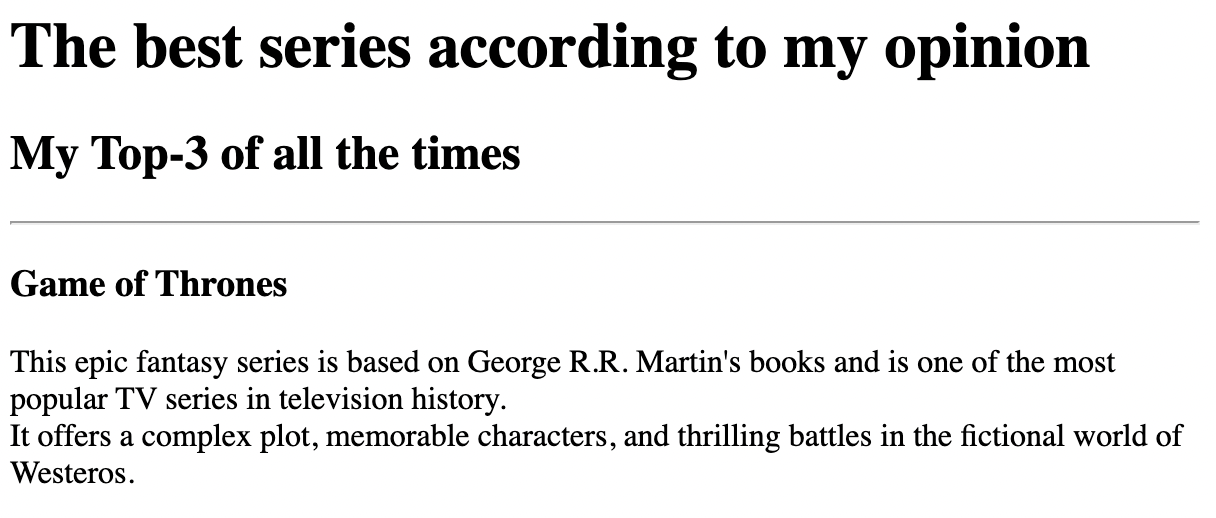 The best series according to my opinion
My Top-3 of all the times
Game of Thrones
This epic fantasy series is based on George R.R. Martin's books and is one of the most
popular TV series in television history.
It offers a complex plot, memorable characters, and thrilling battles in the fictional world of
Westeros.